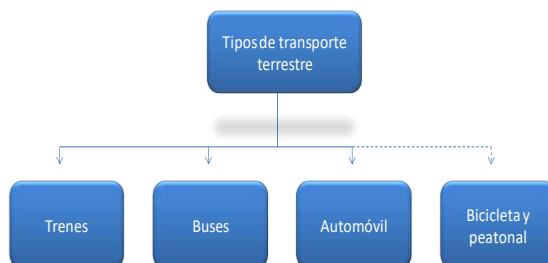 Tipos de transporte
terrestre
Trenes
Buses
Automóvil
Bicicleta y
peatonal